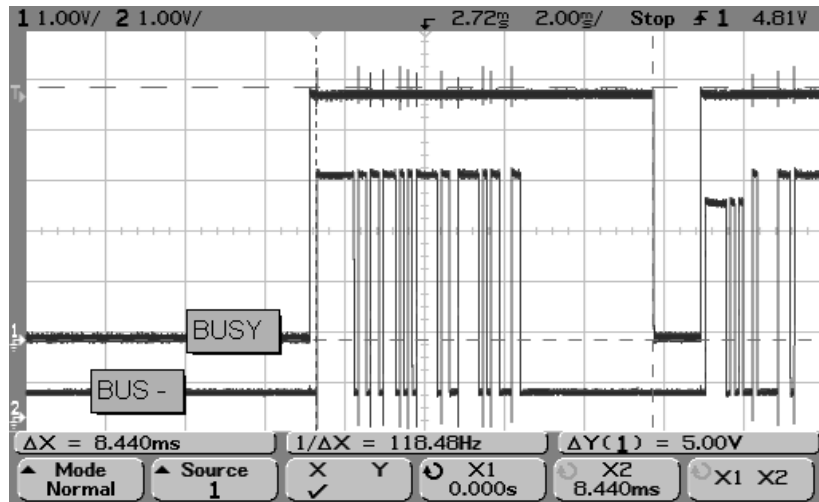 1 1.00V/ 2 1.00V/ 2.72ms 2.00ms/ Stop 1 4.81V
T
BUSY
1
BUS -
2
ΔX = 8.440ms 1/ΔX = 118.48Hz ΔY(1) = 5.00V
Mode Source X Y X1 X2 X1 X2
Normal 1 ✓ 0.000s 8.440ms